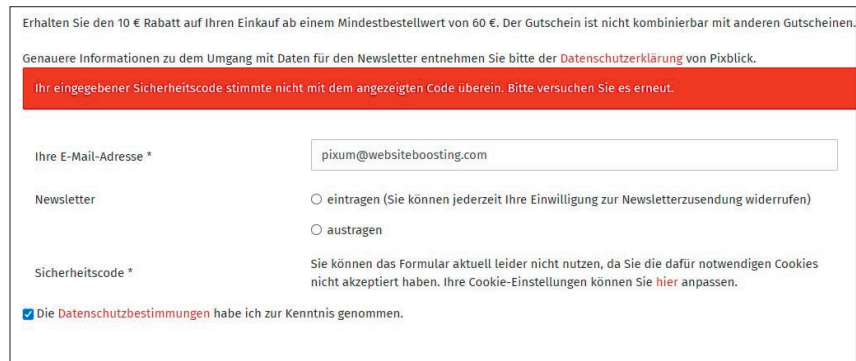 Erhalten Sie den 10 € Rabatt auf Ihren Einkauf ab einem Mindestbestellwert von 60 €. Der Gutschein ist nicht kombinierbar mit anderen Gutscheinen.
Genauere Informationen zu dem Umgang mit Daten für den Newsletter entnehmen Sie bitte der Datenschutzerklärung von Pixblick.
Ihr eingegebener Sicherheitscode stimmte nicht mit dem angezeigten Code überein. Bitte versuchen Sie es erneut.
Ihre E-Mail-Adresse *
pixum@websiteboosting.com
Newsletter
eintragen (Sie können jederzeit Ihre Einwilligung zur Newsletterzusendung widerrufen)
austragen
Sicherheitscode *
Sie können das Formular aktuell leider nicht nutzen, da Sie die dafür notwendigen Cookies
nicht akzeptiert haben. Ihre Cookie-Einstellungen können Sie hier anpassen.
Die Datenschutzbestimmungen habe ich zur Kenntnis genommen.